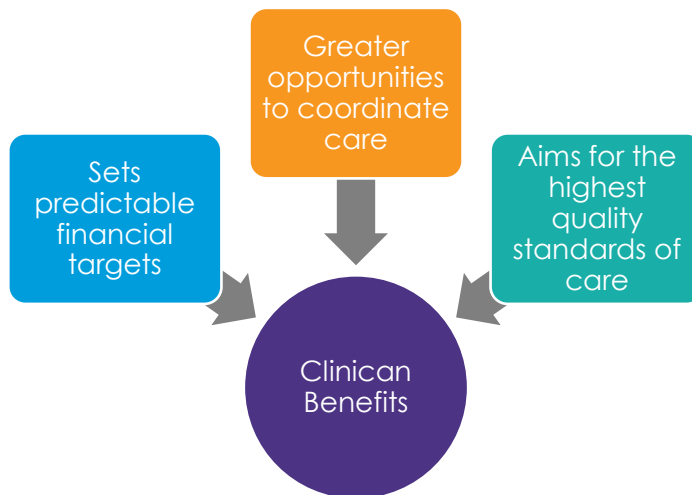 Greater
opportunities
to coordinate
care
Sets
predictable
financial
targets
Aims for the
highest
quality
standards of
care
Clinican
Benefits